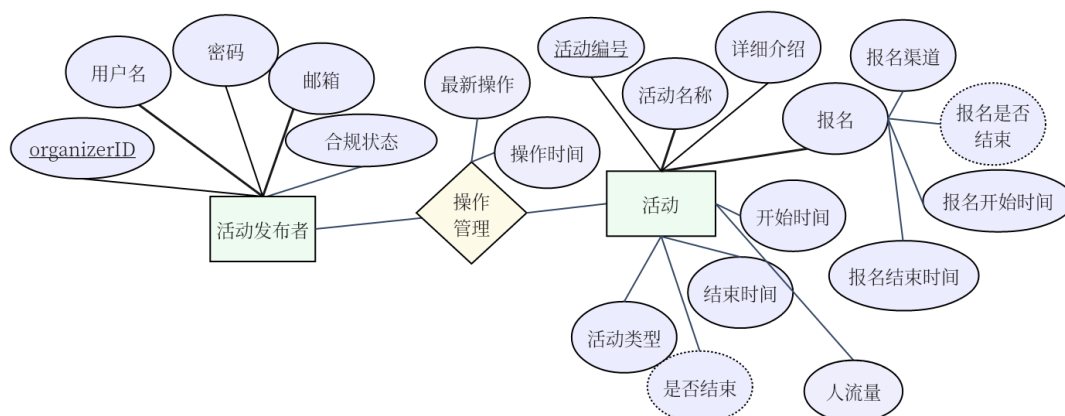 密码
用户名
邮箱
organizerID
合规状态
活动发布者
最新操作
操作时间
操作
管理
活动编号
活动名称
详细介绍
报名
报名渠道
报名是否
结束
报名开始时间
报名结束时间
活动
开始时间
结束时间
活动类型
是否结束
人流量